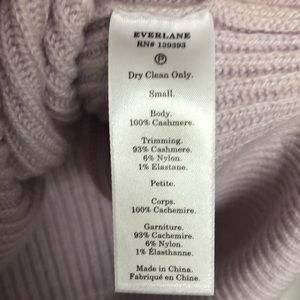 EVERLANE
RN# 139393
P
Dry Clean Only.
Small.
Body.
100% Cashmere.
Trimming.
93% Cashmere.
6% Nylon.
1% Elastane.
Petite.
Corps.
100% Cachemire.
Garniture.
93% Cachemire.
6% Nylon.
1% Élasthanne.
Made in China.
Fabriqué en Chine.